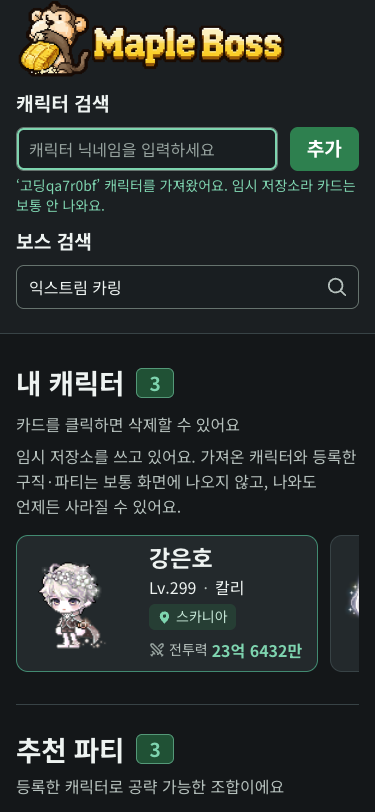 Maple Boss
캐릭터 검색
캐릭터 닉네임을 입력하세요
추가
‘고딩qa7r0bf’ 캐릭터를 가져왔어요. 임시 저장소라 카드는
보통 안 나와요.
보스 검색
익스트림 카링
내 캐릭터 3
카드를 클릭하면 삭제할 수 있어요
임시 저장소를 쓰고 있어요. 가져온 캐릭터와 등록한
구직·파티는 보통 화면에 나오지 않고, 나와도
언제든 사라질 수 있어요.
강은호
Lv.299 · 칼리
스카니아
전투력 23억 6432만
추천 파티 3
등록한 캐릭터로 공략 가능한 조합이에요